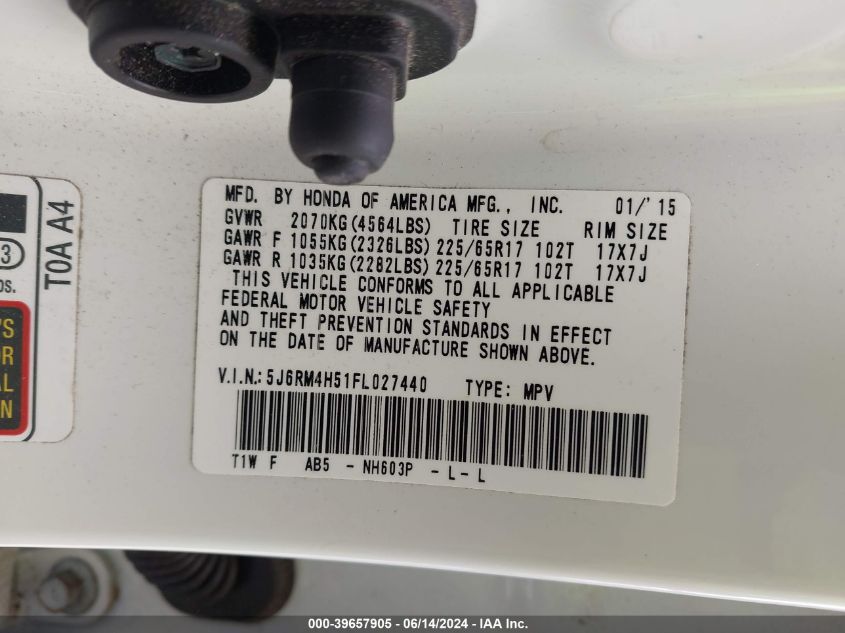 MFD. BY HONDA OF AMERICA MFG., INC. 01/'15
GVWR 2070KG(4564LBS) TIRE SIZE RIM SIZE
GAWR F 1055KG(2326LBS) 225/65R17 102T 17X7J
GAWR R 1035KG(2282LBS) 225/65R17 102T 17X7J
THIS VEHICLE CONFORMS TO ALL APPLICABLE
FEDERAL MOTOR VEHICLE SAFETY
AND THEFT PREVENTION STANDARDS IN EFFECT
ON THE DATE OF MANUFACTURE SHOWN ABOVE.
V.I.N.: 5J6RM4H51FL027440 TYPE: MPV
T1W F AB5 - NH603P - L - L
T0A A4
3
000-39657905 - 06/14/2024 - IAA Inc.